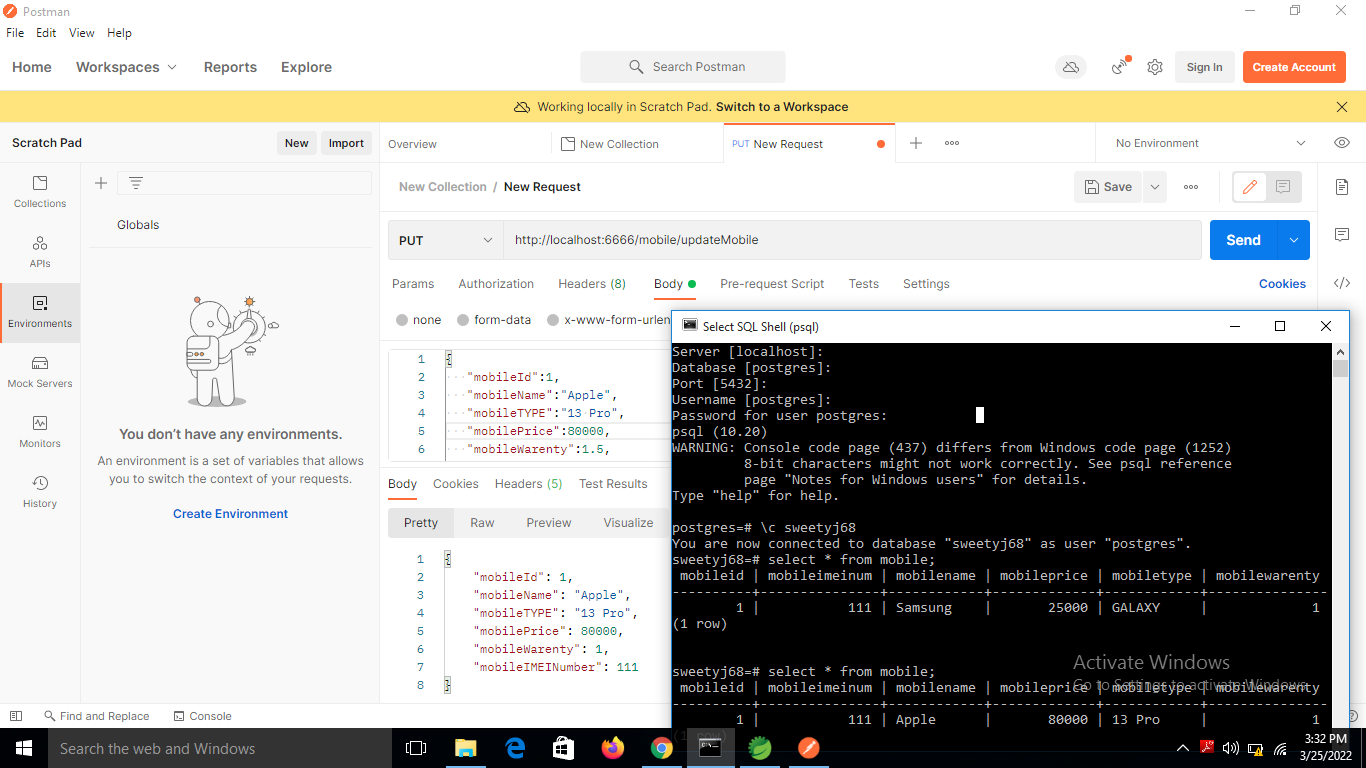 Postman
File Edit View Help
Home Workspaces Reports Explore Search Postman Sign In Create Account
Working locally in Scratch Pad. Switch to a Workspace
Scratch Pad New Import Overview New Collection PUT New Request No Environment
Collections
APIs
Environments
Mock Servers
Monitors
History
Globals
You don't have any environments.
An environment is a set of variables that allows
you to switch the context of your requests.
Create Environment
New Collection / New Request Save
PUT http://localhost:6666/mobile/updateMobile Send
Params Authorization Headers (8) Body Pre-request Script Tests Settings Cookies
none form-data x-www-form-urlen
1 {
2 "mobileId":1,
3 "mobileName":"Apple",
4 "mobileTYPE":"13 Pro",
5 "mobilePrice":80000,
6 "mobileWarenty":1.5,
Body Cookies Headers (5) Test Results
Pretty Raw Preview Visualize
1 {
2 "mobileId": 1,
3 "mobileName": "Apple",
4 "mobileTYPE": "13 Pro",
5 "mobilePrice": 80000,
6 "mobileWarenty": 1,
7 "mobileIMEINumber": 111
8 }
Select SQL Shell (psql)
Server [localhost]:
Database [postgres]:
Port [5432]:
Username [postgres]:
Password for user postgres:
psql (10.20)
WARNING: Console code page (437) differs from Windows code page (1252)
8-bit characters might not work correctly. See psql reference
page "Notes for Windows users" for details.
Type "help" for help.
postgres=# \c sweetyj68
You are now connected to database "sweetyj68" as user "postgres".
sweetyj68=# select * from mobile;
mobileid | mobileimeinum | mobilename | mobileprice | mobiletype | mobilewarenty
----------+---------------+------------+-------------+------------+---------------
1 | 111 | Samsung | 25000 | GALAXY | 1
(1 row)
sweetyj68=# select * from mobile;
mobileid | mobileimeinum | mobilename | mobileprice | mobiletype | mobilewarenty
----------+---------------+------------+-------------+------------+---------------
1 | 111 | Apple | 80000 | 13 Pro | 1
(1 row)
Activate Windows
Go to Settings to activate Windows.
Find and Replace Console
Search the web and Windows
3:32 PM
3/25/2022